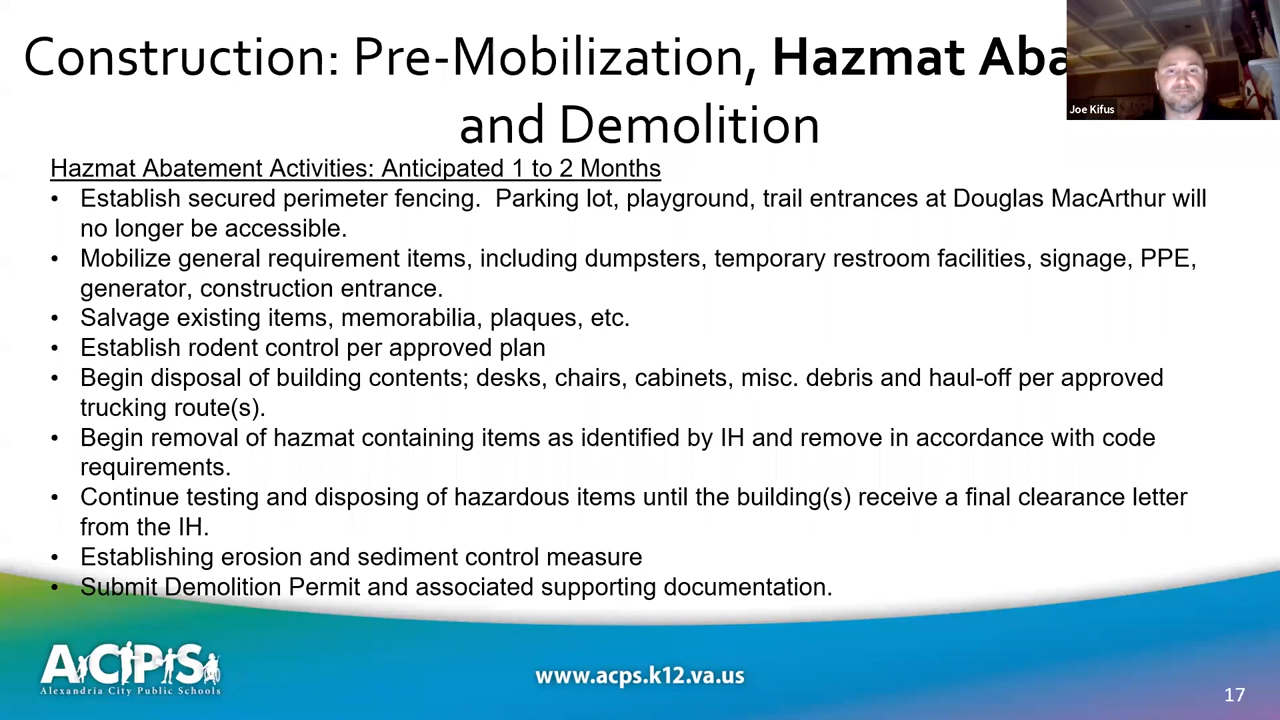 Construction: Pre-Mobilization, Hazmat
and Demolition
Joe Kifus
Hazmat Abatement Activities: Anticipated 1 to 2 Months
• Establish secured perimeter fencing.  Parking lot, playground, trail entrances at Douglas MacArthur will
no longer be accessible.
• Mobilize general requirement items, including dumpsters, temporary restroom facilities, signage, PPE,
generator, construction entrance.
• Salvage existing items, memorabilia, plaques, etc.
• Establish rodent control per approved plan
• Begin disposal of building contents; desks, chairs, cabinets, misc. debris and haul-off per approved
trucking route(s).
• Begin removal of hazmat containing items as identified by IH and remove in accordance with code
requirements.
• Continue testing and disposing of hazardous items until the building(s) receive a final clearance letter
from the IH.
• Establishing erosion and sediment control measure
• Submit Demolition Permit and associated supporting documentation.
ACPS
Alexandria City Public Schools
www.acps.k12.va.us
17